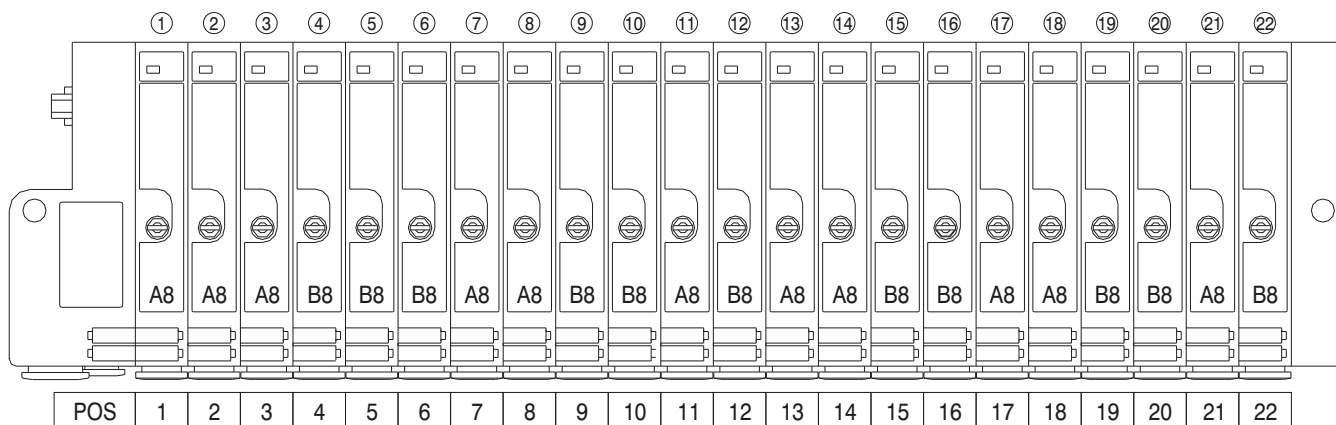 ① ② ③ ④ ⑤ ⑥ ⑦ ⑧ ⑨ ⑩ ⑪ ⑫ ⑬ ⑭ ⑮ ⑯ ⑰ ⑱ ⑲ ⑳ ㉑ ㉒
A8 A8 A8 B8 B8 B8 A8 A8 B8 B8 A8 B8 A8 A8 B8 B8 A8 A8 B8 B8 A8 B8
POS 1 2 3 4 5 6 7 8 9 10 11 12 13 14 15 16 17 18 19 20 21 22